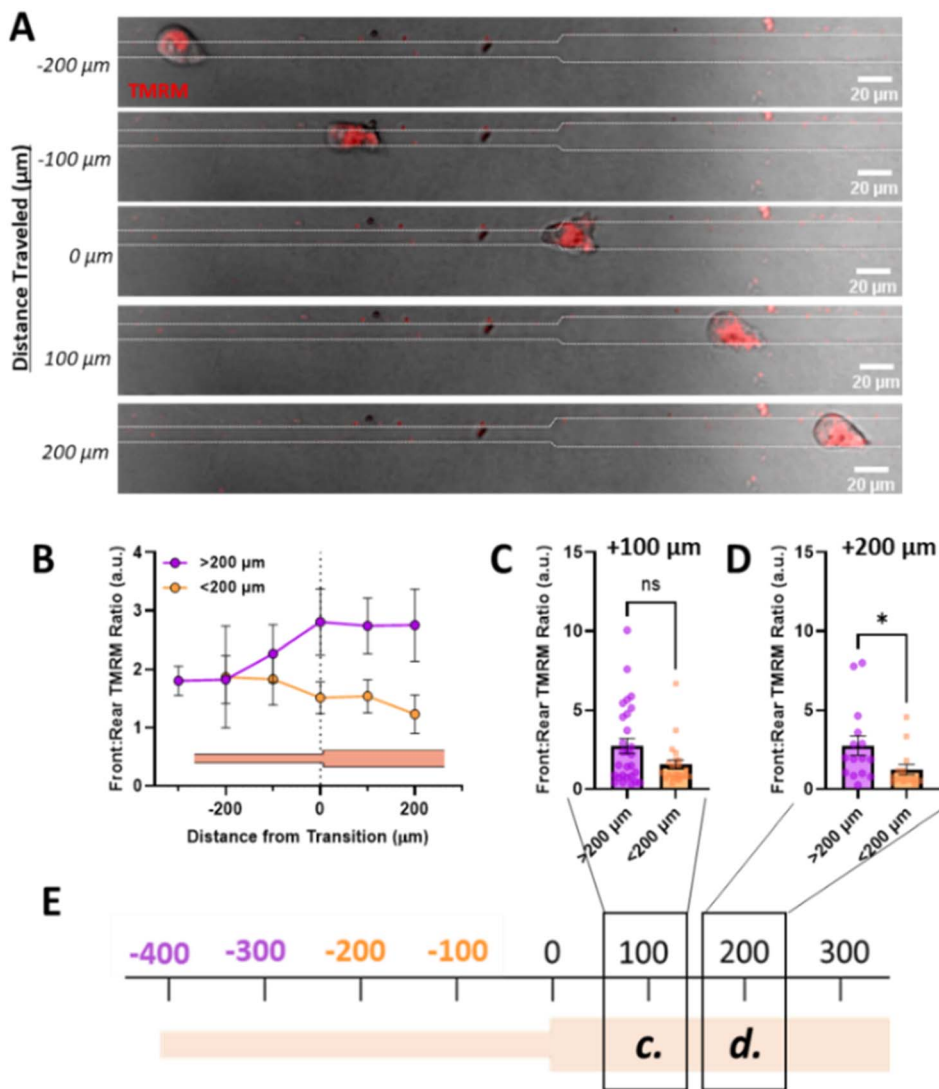 A
Distance Traveled (μm)
-200 μm
TMRM
20 μm
-100 μm
20 μm
0 μm
20 μm
100 μm
20 μm
200 μm
20 μm
B
Front:Rear TMRM Ratio (a.u.)
4
3
2
1
0
>200 μm
<200 μm
-200
0
200
Distance from Transition (μm)
C
+100 μm
Front:Rear TMRM Ratio (a.u.)
15
10
5
0
ns
>200 μm
<200 μm
D
+200 μm
Front:Rear TMRM Ratio (a.u.)
15
10
5
0
*
>200 μm
<200 μm
E
-400 -300 -200 -100 0 100 200 300
c. d.